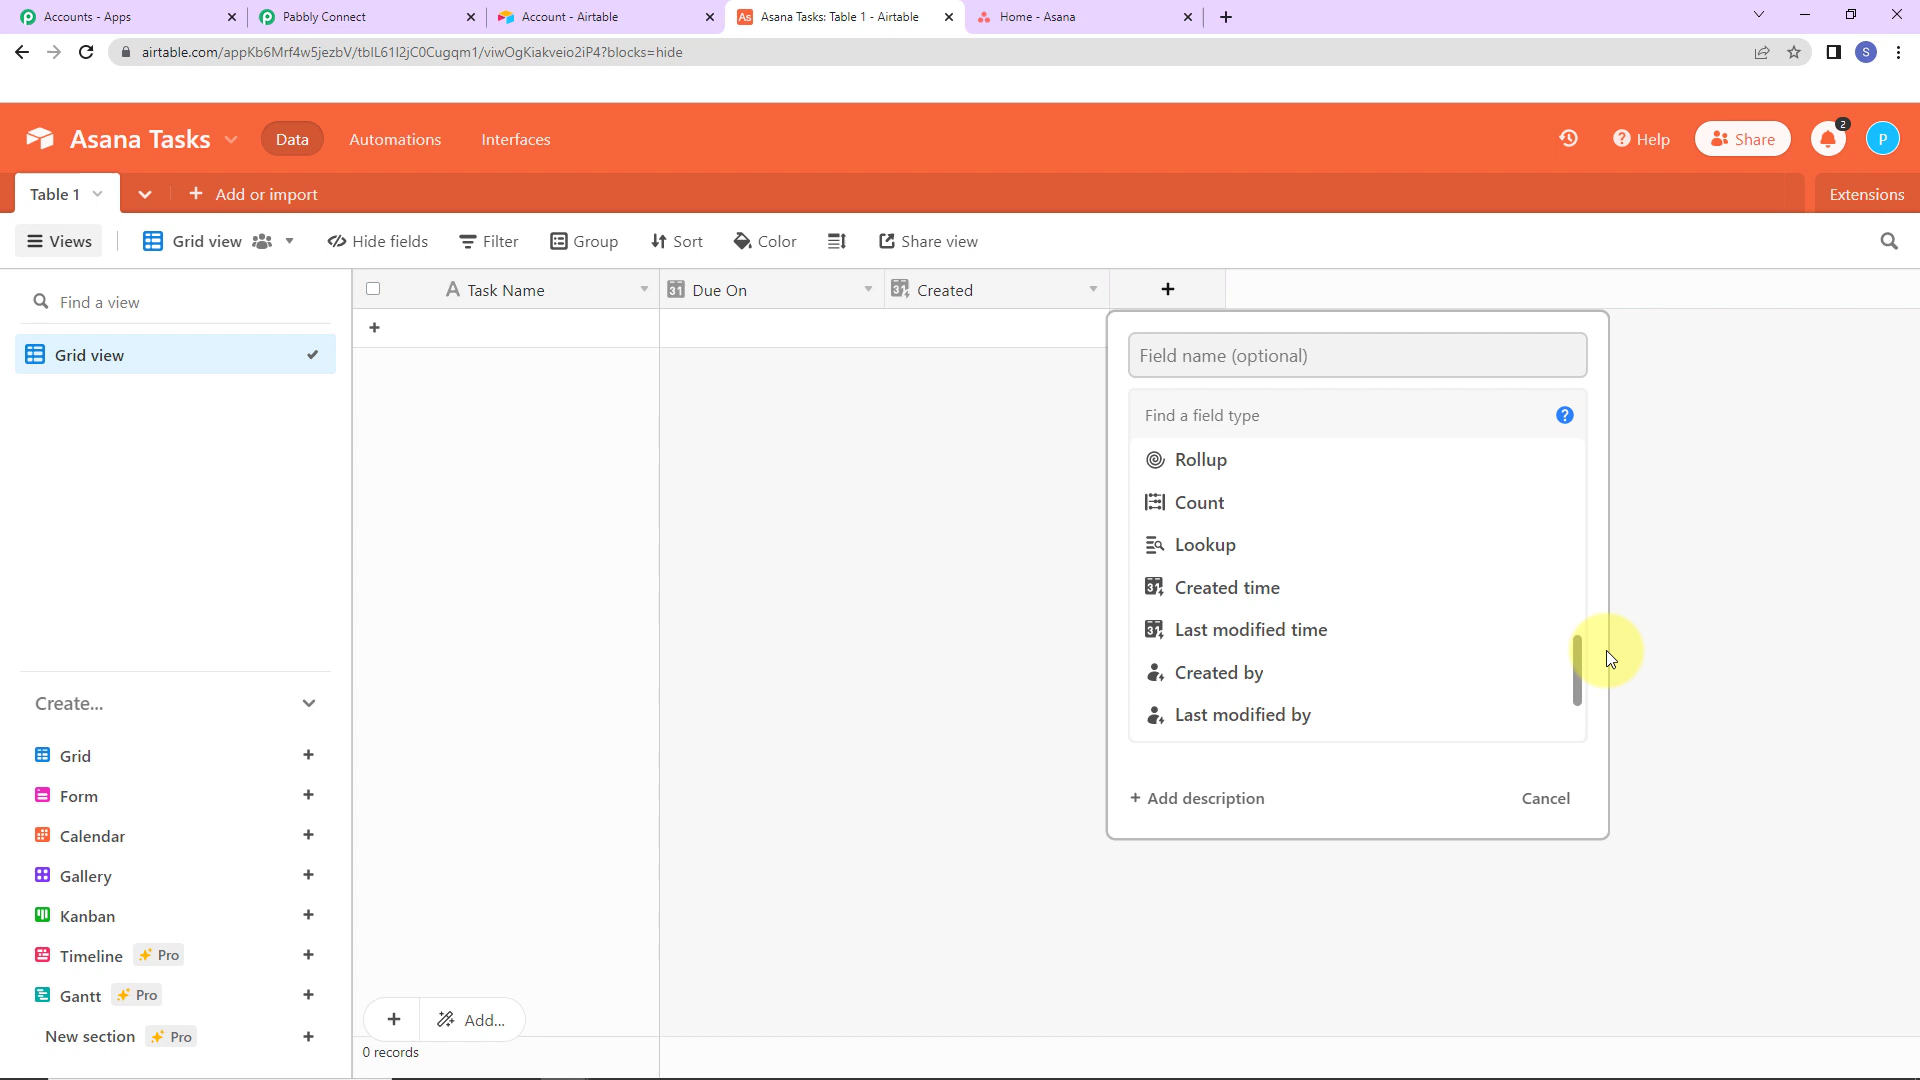 Accounts - Apps
Pabbly Connect
Account - Airtable
As Asana Tasks: Table 1 - Airtable
Home - Asana
airtable.com/appKb6Mrf4w5jezbV/tblL61I2jC0Cugqm1/viwOgKiakveio2iP4?blocks=hide
S
Asana Tasks
Data
Automations
Interfaces
Help
Share
2
P
Table 1
Add or import
Extensions
Views
Grid view
Hide fields
Filter
Group
Sort
Color
Share view
Find a view
Task Name
Due On
Created
Grid view
Field name (optional)
Find a field type
Rollup
Count
Lookup
Created time
Last modified time
Created by
Last modified by
+ Add description
Cancel
Create...
Grid
Form
Calendar
Gallery
Kanban
Timeline Pro
Gantt Pro
New section Pro
Add...
0 records